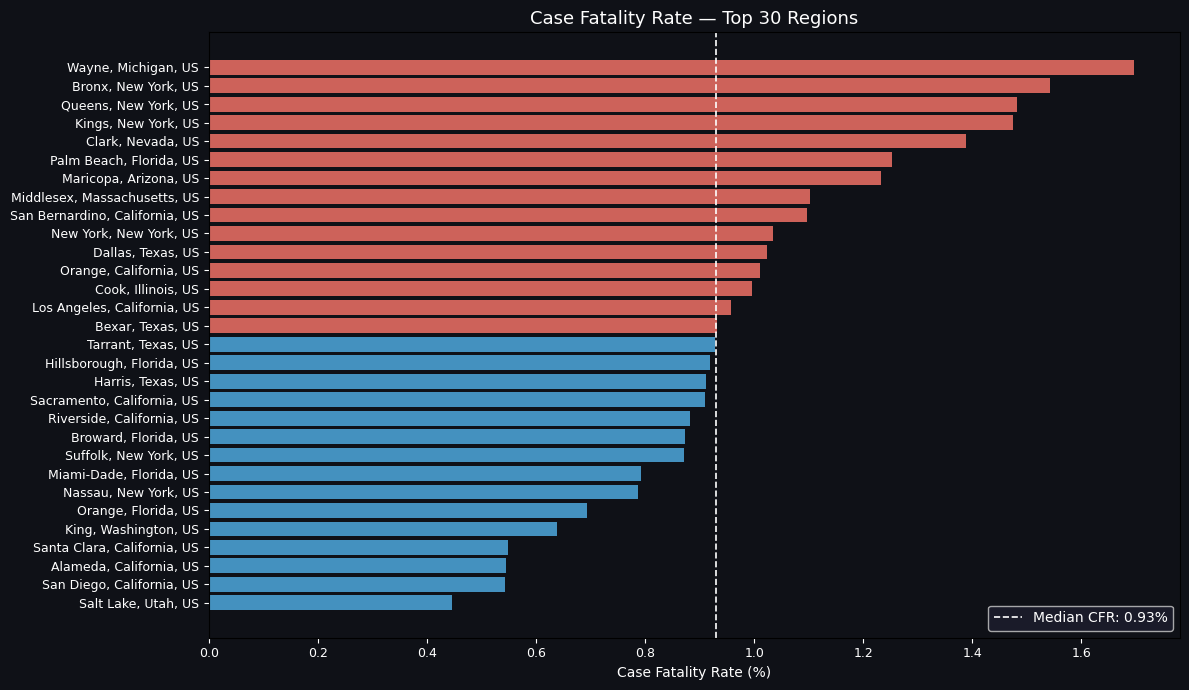 Case Fatality Rate — Top 30 Regions
Wayne, Michigan, US
Bronx, New York, US
Queens, New York, US
Kings, New York, US
Clark, Nevada, US
Palm Beach, Florida, US
Maricopa, Arizona, US
Middlesex, Massachusetts, US
San Bernardino, California, US
New York, New York, US
Dallas, Texas, US
Orange, California, US
Cook, Illinois, US
Los Angeles, California, US
Bexar, Texas, US
Tarrant, Texas, US
Hillsborough, Florida, US
Harris, Texas, US
Sacramento, California, US
Riverside, California, US
Broward, Florida, US
Suffolk, New York, US
Miami-Dade, Florida, US
Nassau, New York, US
Orange, Florida, US
King, Washington, US
Santa Clara, California, US
Alameda, California, US
San Diego, California, US
Salt Lake, Utah, US
Median CFR: 0.93%
0.0 0.2 0.4 0.6 0.8 1.0 1.2 1.4 1.6
Case Fatality Rate (%)